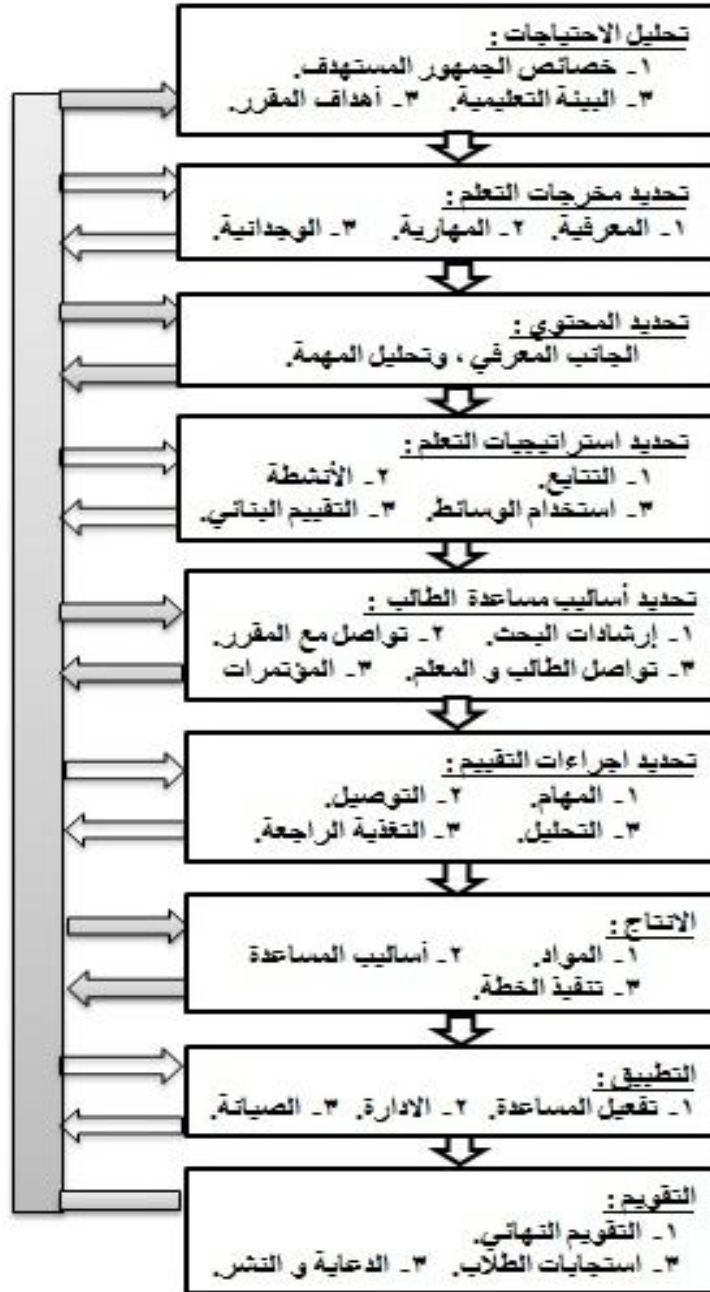 تحليل الاحتياجات :
١- خصائص الجمهور المستهدف.
٣- البيئة التعليمية. ٣- أهداف المقرر.
تحديد مخرجات التعلم :
١- المعرفية. ٢- المهارية. ٣- الوجدانية.
تحديد المحتوي :
الجانب المعرفي ، وتحليل المهمة.
تحديد استراتيجيات التعلم :
١- التتابع. ٢- الأنشطة
٣- استخدام الوسائط. ٣- التقييم البنائي.
تحديد أساليب مساعدة الطالب :
١- إرشادات البحث. ٢- تواصل مع المقرر.
٣- تواصل الطالب و المعلم. ٣- المؤتمرات
تحديد اجراءات التقييم :
١- المهام. ٢- التوصيل.
٣- التحليل. ٣- التغذية الراجعة.
الانتاج :
١- المواد. ٢- أساليب المساعدة
٣- تنفيذ الخطة.
التطبيق :
١- تفعيل المساعدة. ٢- الادارة. ٣- الصيانة.
التقويم :
١- التقويم النهائي.
٣- استجابات الطلاب. ٣- الدعاية و النشر.